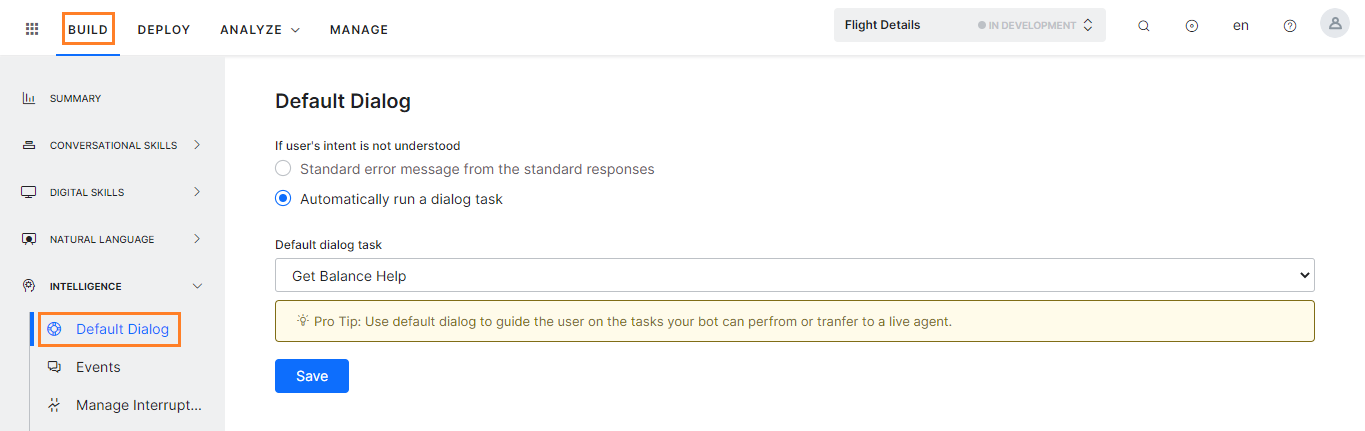 BUILD DEPLOY ANALYZE MANAGE Flight Details IN DEVELOPMENT en
SUMMARY
CONVERSATIONAL SKILLS
DIGITAL SKILLS
NATURAL LANGUAGE
INTELLIGENCE
Default Dialog
Events
Manage Interrupt...
Default Dialog
If user's intent is not understood
Standard error message from the standard responses
Automatically run a dialog task
Default dialog task
Get Balance Help
Pro Tip: Use default dialog to guide the user on the tasks your bot can perfrom or tranfer to a live agent.
Save